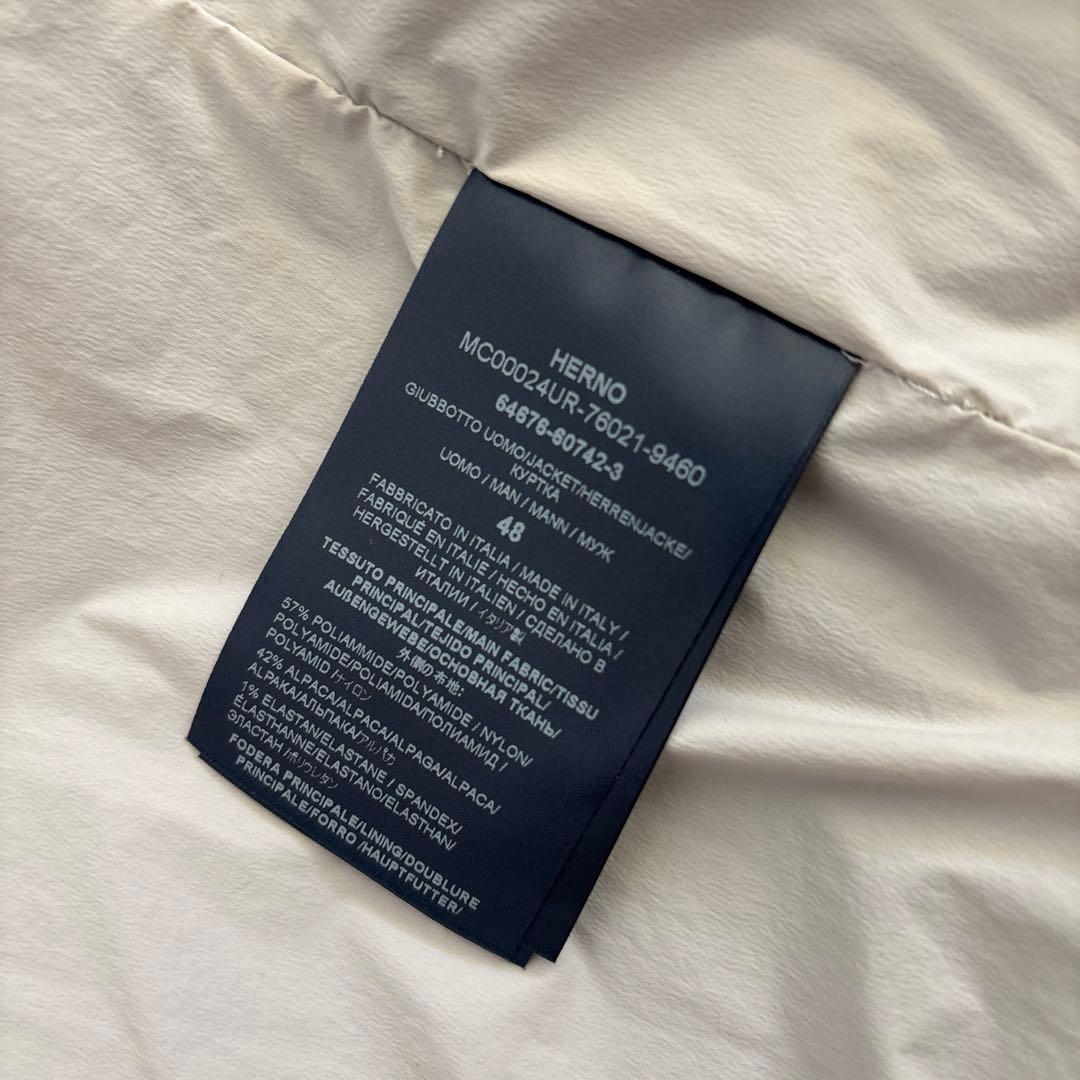 HERNO
MC00024UR-76021-9460
64676-60742-3
GIUBBOTTO UOMO/JACKET/HERRENJACKE/
КУРТКА
UOMO / MAN / MANN / МУЖ
48
FABBRICATO IN ITALIA / MADE IN ITALY /
FABRIQUÉ EN ITALIE / HECHO EN ITALIA /
HERGESTELLT IN ITALIEN / СДЕЛАНО В
ИТАЛИИ / イタリア製
TESSUTO PRINCIPALE/MAIN FABRIC/TISSU
PRINCIPAL/TEJIDO PRINCIPAL/
AUßENGEWEBE/ОСНОВНАЯ ТКАНЬ/
外側の布地:
57% POLIAMMIDE/POLYAMIDE / NYLON/
POLYAMIDE/POLIAMIDA/ПОЛИАМИД /
POLYAMID /ナイロン
42% ALPACA/ALPACA/ALPAGA/ALPACA/
ALPAKA/АЛЬПАКА/アルパカ
1% ELASTAN/ELASTANE / SPANDEX/
ÉLASTHANNE/ELASTANO/ELASTHAN/
ЭЛАСТАН /ポリウレタン
FODERA PRINCIPALE/LINING/DOUBLURE
PRINCIPALE/FORRO /HAUPTFUTTER/